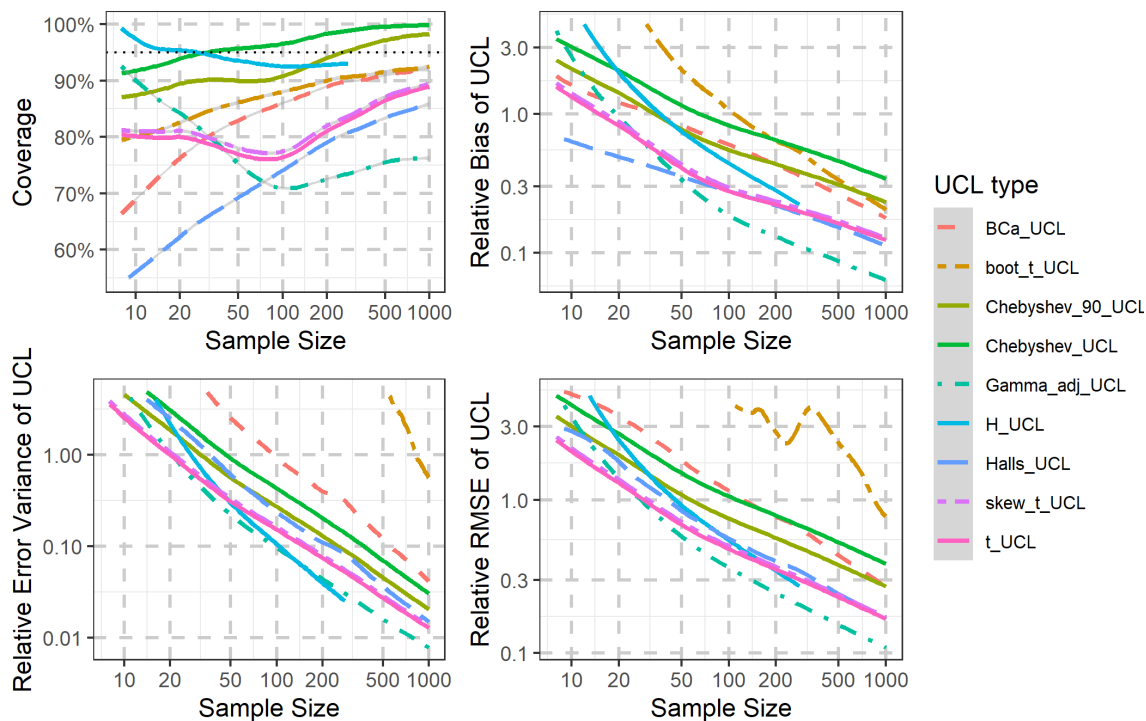 100%
90%
80%
70%
60%
Coverage
10 20 50 100 200 500 1000
Sample Size
3.0
1.0
0.3
0.1
Relative Bias of UCL
10 20 50 100 200 500 1000
Sample Size
1.00
0.10
0.01
Relative Error Variance of UCL
10 20 50 100 200 500 1000
Sample Size
3.0
1.0
0.3
0.1
Relative RMSE of UCL
10 20 50 100 200 500 1000
Sample Size
UCL type
BCa_UCL
boot_t_UCL
Chebyshev_90_UCL
Chebyshev_UCL
Gamma_adj_UCL
H_UCL
Halls_UCL
skew_t_UCL
t_UCL